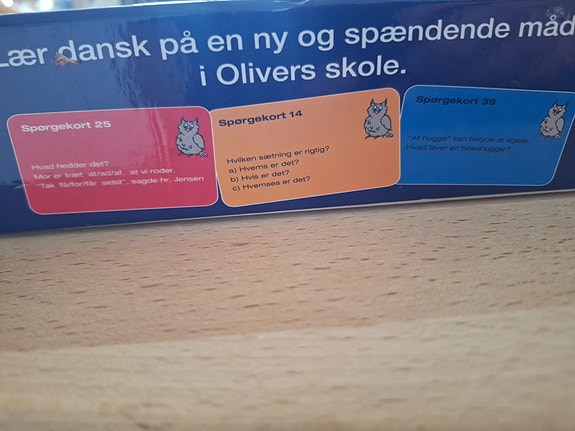 Lær dansk på en ny og spændende måd
i Olivers skole.
Spørgekort 25
Hvad hedder det?
Mor er træt at/ad/af, at vi roder.
"Tak få/for/får sidst", sagde hr. Jensen
Spørgekort 14
Hvilken sætning er rigtig?
a) Hvems er det?
b) Hvis er det?
c) Hvemses er det?
Spørgekort 39
"At hugge" kan betyde at stjæle.
Hvad laver en billedhugger?